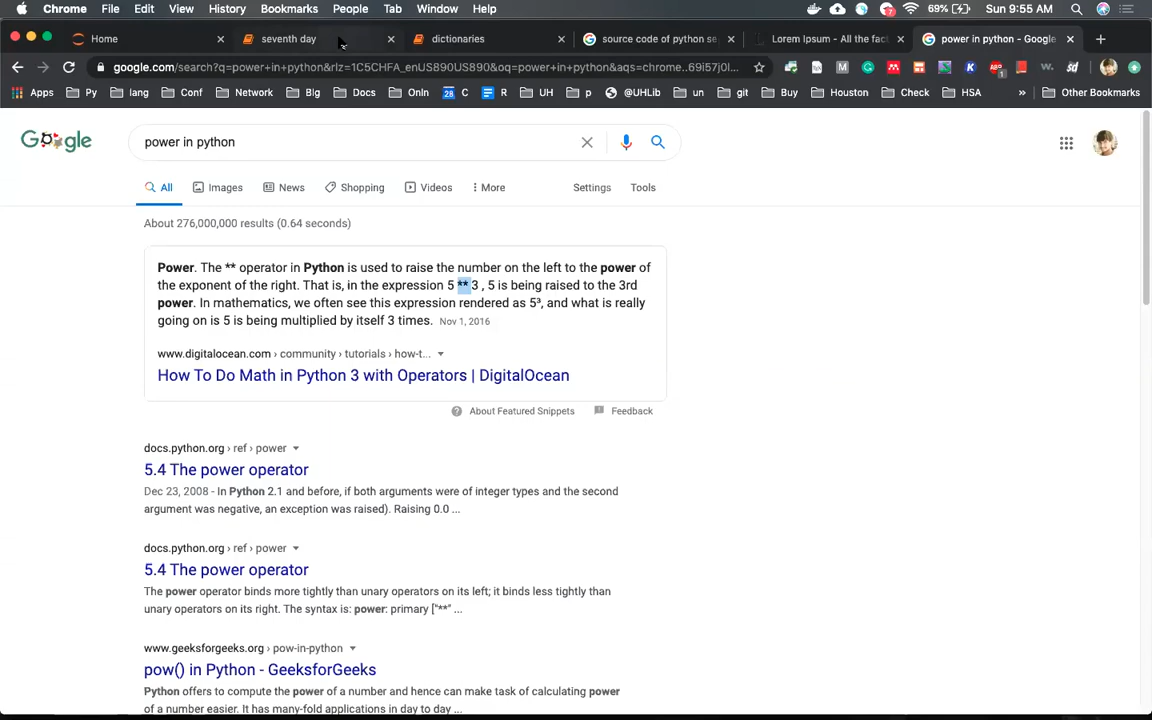 Chrome File Edit View History Bookmarks People Tab Window Help 7 69% Sun 9:55 AM
Home seventh day dictionaries source code of python se Lorem Ipsum - All the fact power in python - Google
google.com/search?q=power+in+python&rlz=1C5CHFA_enUS890US890&oq=power+in+python&aqs=chrome..69i57j0l...
Apps Py lang Conf Network Big Docs OnIn 28 C R UH p @UHLib un git Buy Houston Check HSA » Other Bookmarks
Google power in python
All Images News Shopping Videos More Settings Tools
About 276,000,000 results (0.64 seconds)
Power. The ** operator in Python is used to raise the number on the left to the power of
the exponent of the right. That is, in the expression 5 ** 3 , 5 is being raised to the 3rd
power. In mathematics, we often see this expression rendered as 5³, and what is really
going on is 5 is being multiplied by itself 3 times. Nov 1, 2016
www.digitalocean.com › community › tutorials › how-t...
How To Do Math in Python 3 with Operators | DigitalOcean
About Featured Snippets Feedback
docs.python.org › ref › power
5.4 The power operator
Dec 23, 2008 - In Python 2.1 and before, if both arguments were of integer types and the second
argument was negative, an exception was raised). Raising 0.0 ...
docs.python.org › ref › power
5.4 The power operator
The power operator binds more tightly than unary operators on its left; it binds less tightly than
unary operators on its right. The syntax is: power: primary ["**" ...
www.geeksforgeeks.org › pow-in-python
pow() in Python - GeeksforGeeks
Python offers to compute the power of a number and hence can make task of calculating power
of a number easier. It has many-fold applications in day to day ...